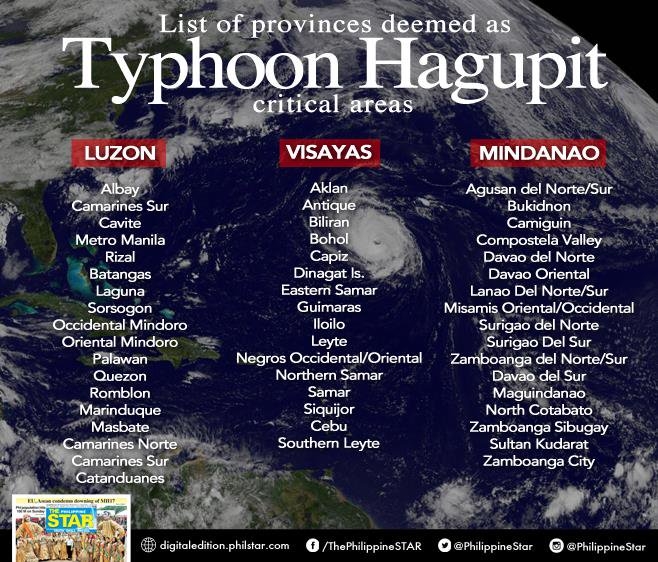 List of provinces deemed as
Typhoon Hagupit
critical areas
LUZON
Albay
Camarines Sur
Cavite
Metro Manila
Rizal
Batangas
Laguna
Sorsogon
Occidental Mindoro
Oriental Mindoro
Palawan
Quezon
Romblon
Marinduque
Masbate
Camarines Norte
Camarines Sur
Catanduanes
VISAYAS
Aklan
Antique
Biliran
Bohol
Capiz
Dinagat Is.
Eastern Samar
Guimaras
Iloilo
Leyte
Negros Occidental/Oriental
Northern Samar
Samar
Siquijor
Cebu
Southern Leyte
MINDANAO
Agusan del Norte/Sur
Bukidnon
Camiguin
Compostela Valley
Davao del Norte
Davao Oriental
Lanao Del Norte/Sur
Misamis Oriental/Occidental
Surigao del Norte
Surigao Del Sur
Zamboanga del Norte/Sur
Davao del Sur
Maguindanao
North Cotabato
Zamboanga Sibugay
Sultan Kudarat
Zamboanga City
EU, Asean condemn downing of MH17
THE PHILIPPINE
STAR
digitaledition.philstar.com
/ThePhilippineSTAR
@PhilippineStar
@PhilippineStar